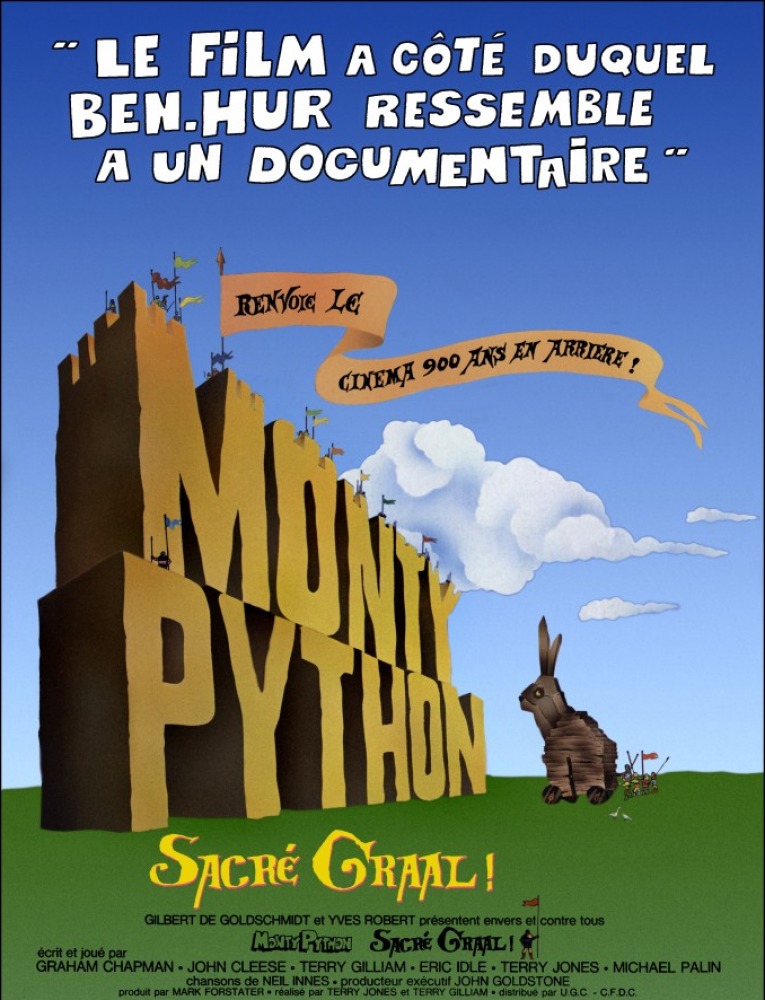 " LE FiLM A CÔTÉ DUQUEL
BEN.HUR RESSEMBLE
A UN DOCUMENTAiRE "
RENVOIE LE
CINEMA 900 ANS EN ARRIERE !
MONTY
PYTHON
SACRÉ GRAAL !
GILBERT DE GOLDSCHMIDT et YVES ROBERT présentent envers et contre tous
MONTY PYTHON SACRÉ GRAAL !
écrit et joué par
GRAHAM CHAPMAN • JOHN CLEESE • TERRY GILLIAM • ERIC IDLE • TERRY JONES • MICHAEL PALIN
chansons de NEIL INNES • producteur exécutif JOHN GOLDSTONE
produit par MARK FORSTATER • réalisé par TERRY JONES et TERRY GILLIAM • distribué par U.G.C. - C.F.D.C.